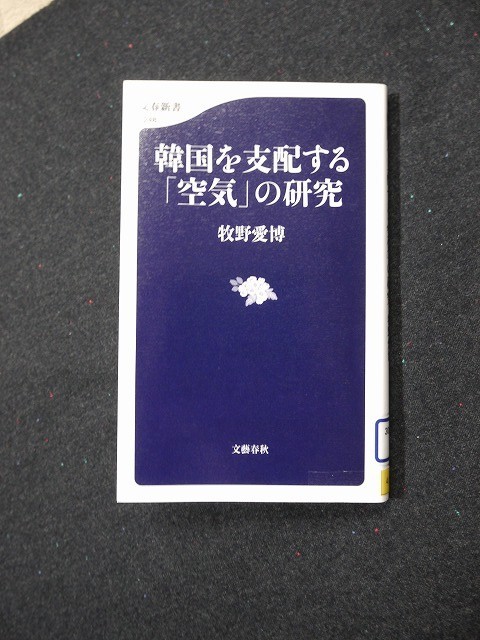 文春新書
韓国を支配する
「空気」の研究
牧野愛博
文藝春秋